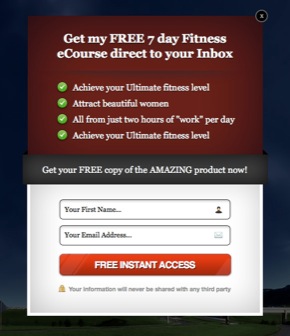 x
Get my FREE 7 day Fitness
eCourse direct to your Inbox
Achieve your Ultimate fitness level
Attract beautiful women
All from just two hours of "work" per day
Achieve your Ultimate fitness level
Get your FREE copy of the AMAZING product now!
Your First Name...
Your Email Address...
FREE INSTANT ACCESS
Your information will never be shared with any third party